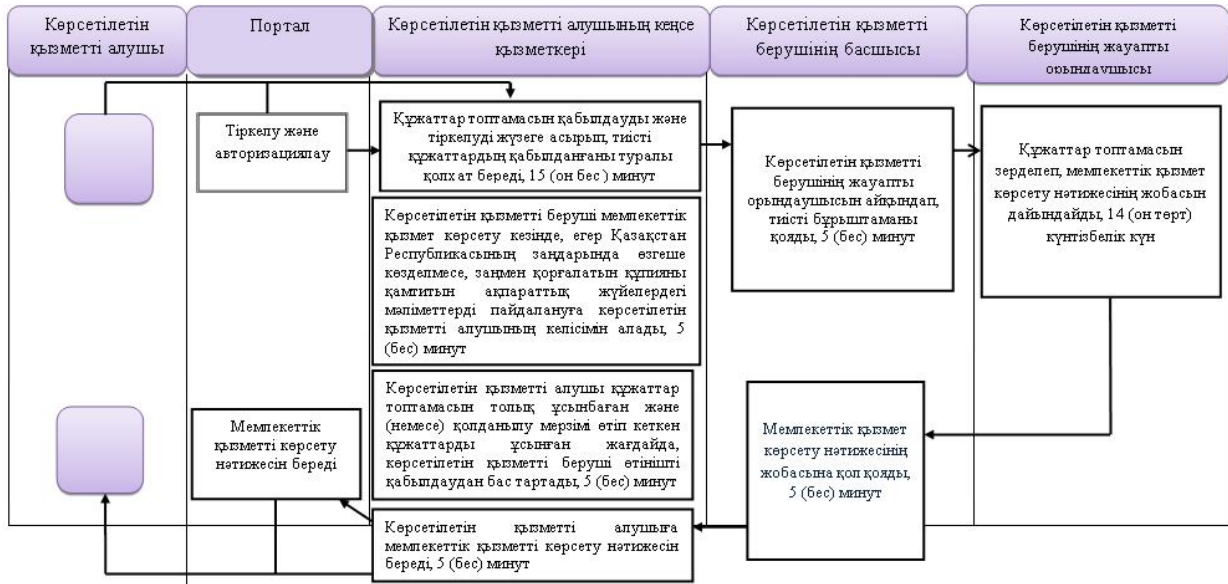 Көрсетілетін
қызметті алушы
Портал
Көрсетілетін қызметті алушының кеңсе
қызметкері
Көрсетілетін қызметті
берушінің басшысы
Көрсетілетін қызметті
берушінің жауапты
орындаушысы
Тіркелу және
авторизациялау
Құжаттар топтамасын қабылдауды және
тіркелуді жүзеге асырып, тиісті
құжаттардың қабылданғаны туралы
қолхат береді, 15 (он бес ) минут
Көрсетілетін қызметті
берушінің жауапты
орындаушысын айқындап,
тиісті бұрыштаманы
қояды, 5 (бес) минут
Құжаттар топтамасын
зерделеп, мемлекеттік қызмет
көрсету нәтижесінің жобасын
дайындайды, 14 (он төрт)
күнтізбелік күн
Көрсетілетін қызметті беруші мемлекеттік
қызмет көрсету кезінде, егер Қазақстан
Республикасының заңдарында өзгеше
көзделмесе, заңмен қорғалатын құпияны
қамтитын ақпараттық жүйелердегі
мәліметтерді пайдалануға көрсетілетін
қызметті алушының келісімін алады, 5
(бес) минут
Көрсетілетін қызметті алушы құжаттар
топтамасын толық ұсынбаған және
(немесе) қолданылу мерзімі өтіп кеткен
құжаттарды ұсынған жағдайда,
көрсетілетін қызметті беруші өтінішті
қабылдаудан бас тартады, 5 (бес) минут
Мемлекеттік
қызметті көрсету
нәтижесін береді
Мемлекеттік қызмет
көрсету нәтижесінің
жобасына қол қояды,
5 (бес) минут
Көрсетілетін қызметті алушыға
мемлекеттік қызметті көрсету нәтижесін
береді, 5 (бес) минут